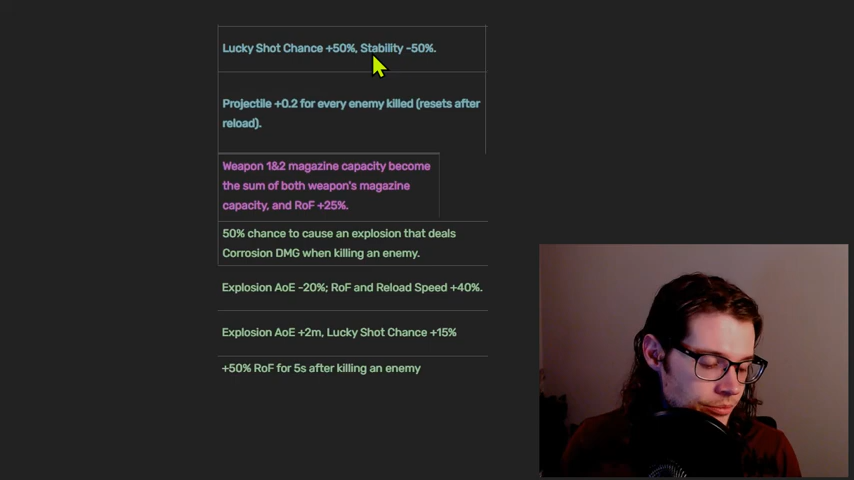 Lucky Shot Chance +50%, Stability -50%.
Projectile +0.2 for every enemy killed (resets after
reload).
Weapon 1&2 magazine capacity become
the sum of both weapon's magazine
capacity, and RoF +25%.
50% chance to cause an explosion that deals
Corrosion DMG when killing an enemy.
Explosion AoE -20%; RoF and Reload Speed +40%.
Explosion AoE +2m, Lucky Shot Chance +15%
+50% RoF for 5s after killing an enemy